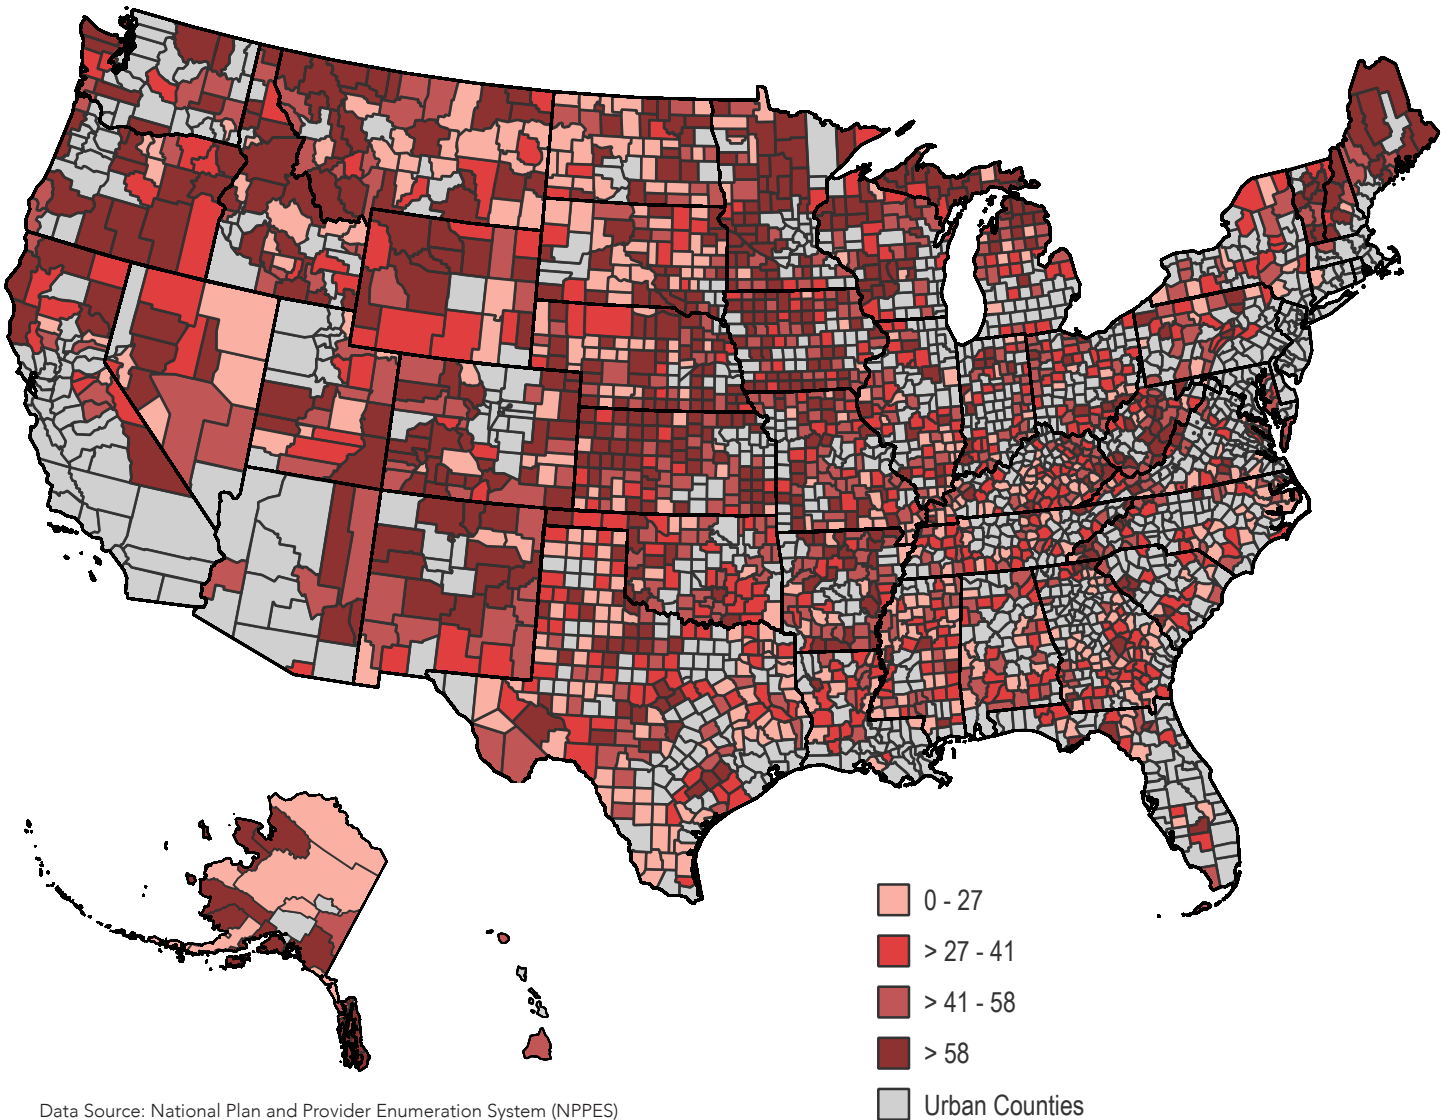 0 - 27
> 27 - 41
> 41 - 58
> 58
Urban Counties
Data Source: National Plan and Provider Enumeration System (NPPES)